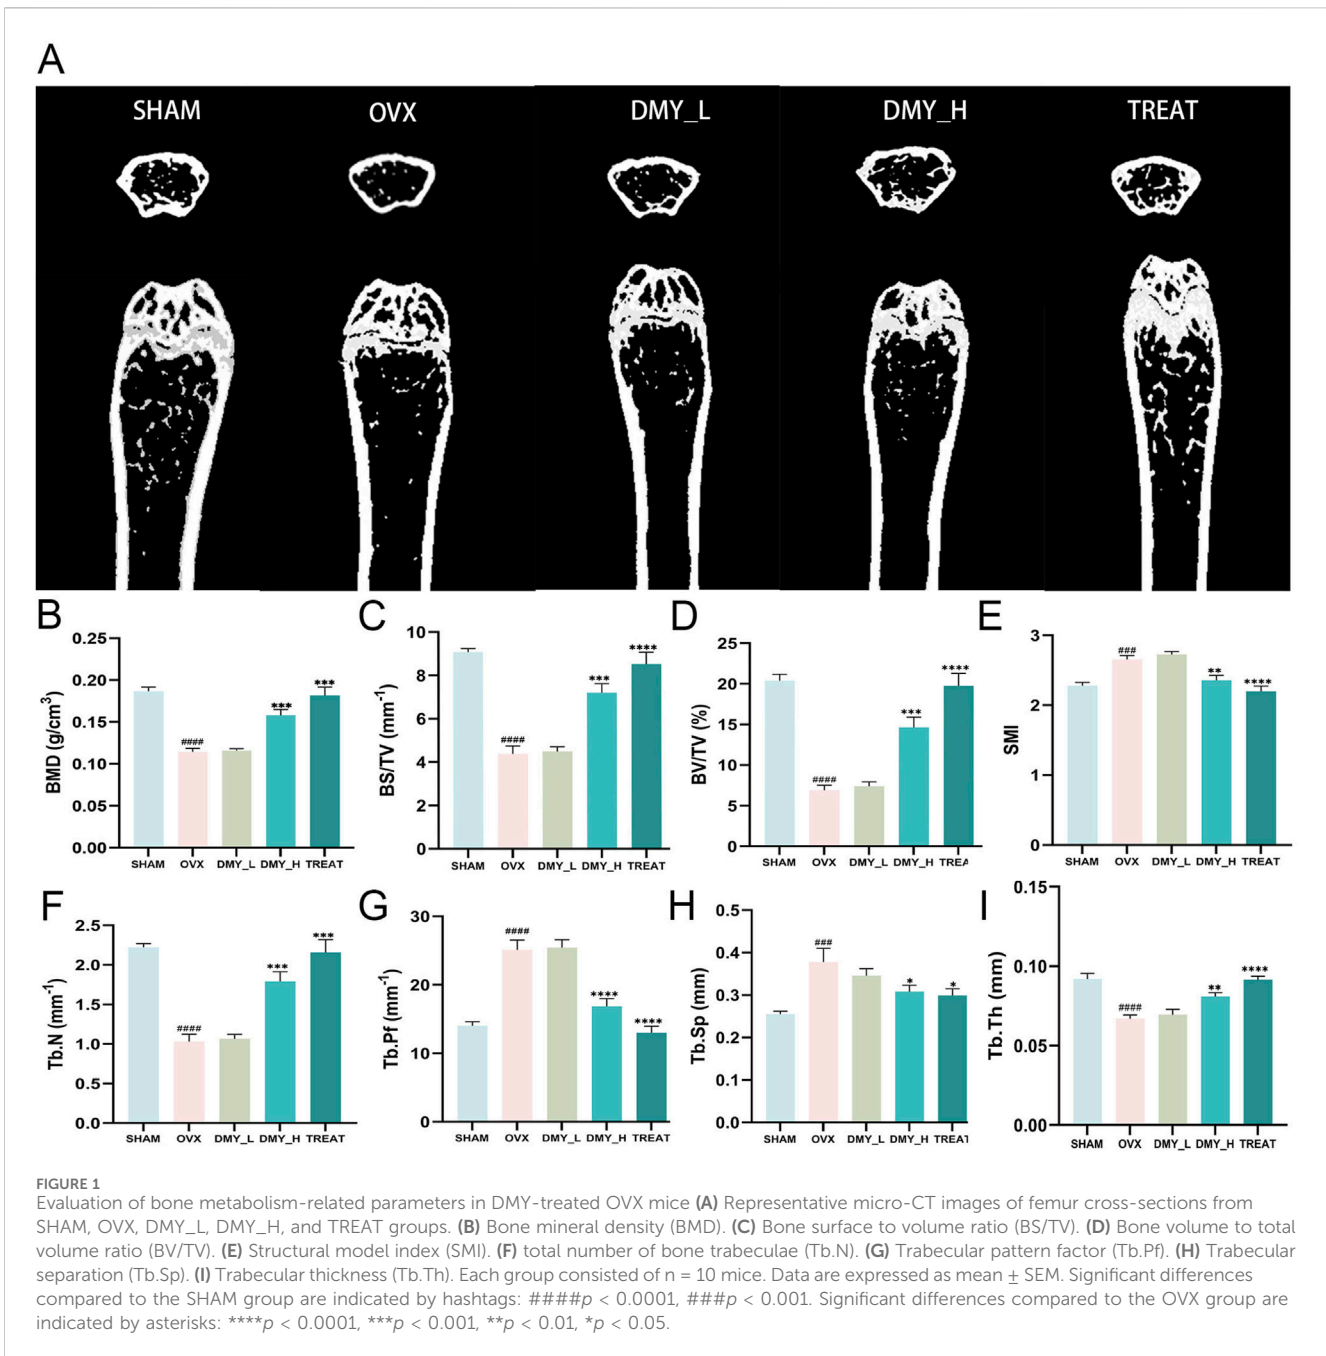 A
SHAM OVX DMY_L DMY_H TREAT
B
BMD (g/cm³)
0.25
0.20
0.15
0.10
0.05
0.00
####
***
***
SHAM OVX DMY_L DMY_H TREAT
C
BS/TV (mm⁻¹)
10
8
6
4
2
0
####
***
****
SHAM OVX DMY_L DMY_H TREAT
D
BV/TV (%)
25
20
15
10
5
0
####
***
****
SHAM OVX DMY_L DMY_H TREA
E
SMI
3
2
1
0
###
**
****
SHAM OVX DMY_L DMY_H TREAT
F
Tb.N (mm⁻¹)
2.5
2.0
1.5
1.0
0.5
0.0
####
***
***
SHAM OVX DMY_L DMY_H TREAT
G
Tb.Pf (mm⁻¹)
30
20
10
0
####
****
****
SHAM OVX DMY_L DMY_H TREAT
H
Tb.Sp (mm)
0.5
0.4
0.3
0.2
0.1
0.0
###
*
*
SHAM OVX DMY_L DMY_H TREAT
I
Tb.Th (mm)
0.15
0.10
0.05
0.00
####
**
****
SHAM OVX DMY_L DMY_H TREAT
FIGURE 1
Evaluation of bone metabolism-related parameters in DMY-treated OVX mice (A) Representative micro-CT images of femur cross-sections from
SHAM, OVX, DMY_L, DMY_H, and TREAT groups. (B) Bone mineral density (BMD). (C) Bone surface to volume ratio (BS/TV). (D) Bone volume to total
volume ratio (BV/TV). (E) Structural model index (SMI). (F) total number of bone trabeculae (Tb.N). (G) Trabecular pattern factor (Tb.Pf). (H) Trabecular
separation (Tb.Sp). (I) Trabecular thickness (Tb.Th). Each group consisted of n = 10 mice. Data are expressed as mean ± SEM. Significant differences
compared to the SHAM group are indicated by hashtags: ####p < 0.0001, ###p < 0.001. Significant differences compared to the OVX group are
indicated by asterisks: ****p < 0.0001, ***p < 0.001, **p < 0.01, *p < 0.05.